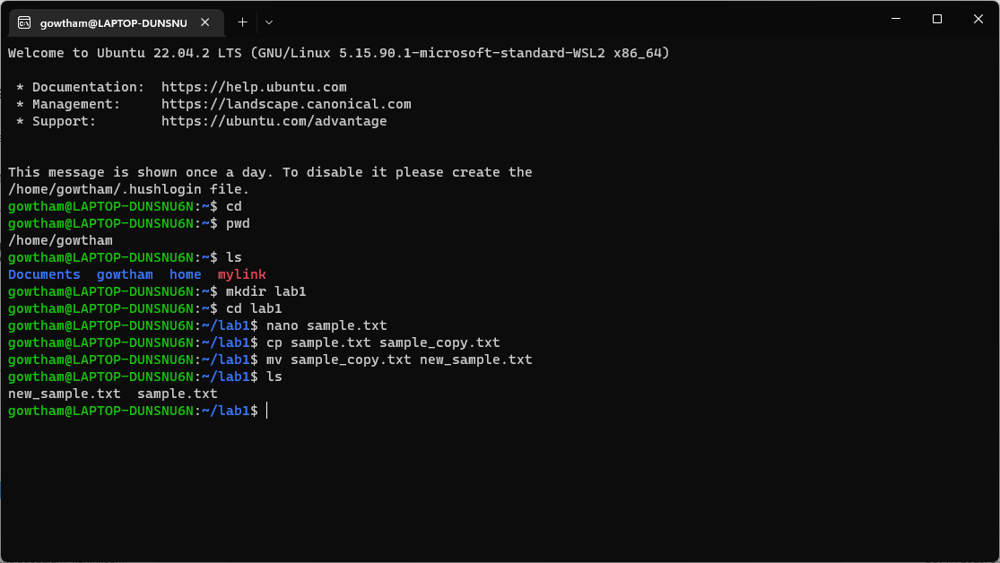 gowtham@LAPTOP-DUNSNU
Welcome to Ubuntu 22.04.2 LTS (GNU/Linux 5.15.90.1-microsoft-standard-WSL2 x86_64)
* Documentation:  https://help.ubuntu.com
* Management:     https://landscape.canonical.com
* Support:        https://ubuntu.com/advantage
This message is shown once a day. To disable it please create the
/home/gowtham/.hushlogin file.
gowtham@LAPTOP-DUNSNU6N:~$ cd
gowtham@LAPTOP-DUNSNU6N:~$ pwd
/home/gowtham
gowtham@LAPTOP-DUNSNU6N:~$ ls
Documents  gowtham  home  mylink
gowtham@LAPTOP-DUNSNU6N:~$ mkdir lab1
gowtham@LAPTOP-DUNSNU6N:~$ cd lab1
gowtham@LAPTOP-DUNSNU6N:~/lab1$ nano sample.txt
gowtham@LAPTOP-DUNSNU6N:~/lab1$ cp sample.txt sample_copy.txt
gowtham@LAPTOP-DUNSNU6N:~/lab1$ mv sample_copy.txt new_sample.txt
gowtham@LAPTOP-DUNSNU6N:~/lab1$ ls
new_sample.txt  sample.txt
gowtham@LAPTOP-DUNSNU6N:~/lab1$